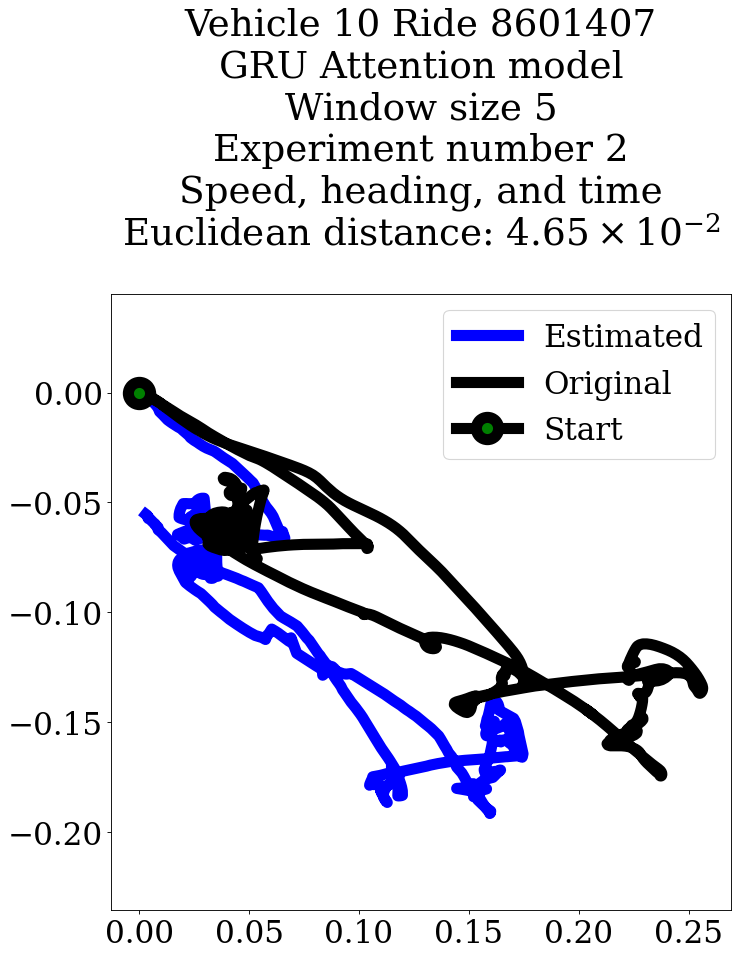 Vehicle 10 Ride 8601407
GRU Attention model
Window size 5
Experiment number 2
Speed, heading, and time
Euclidean distance: 4.65 × 10⁻²
Estimated
Original
Start
0.00
−0.05
−0.10
−0.15
−0.20
0.00 0.05 0.10 0.15 0.20 0.25